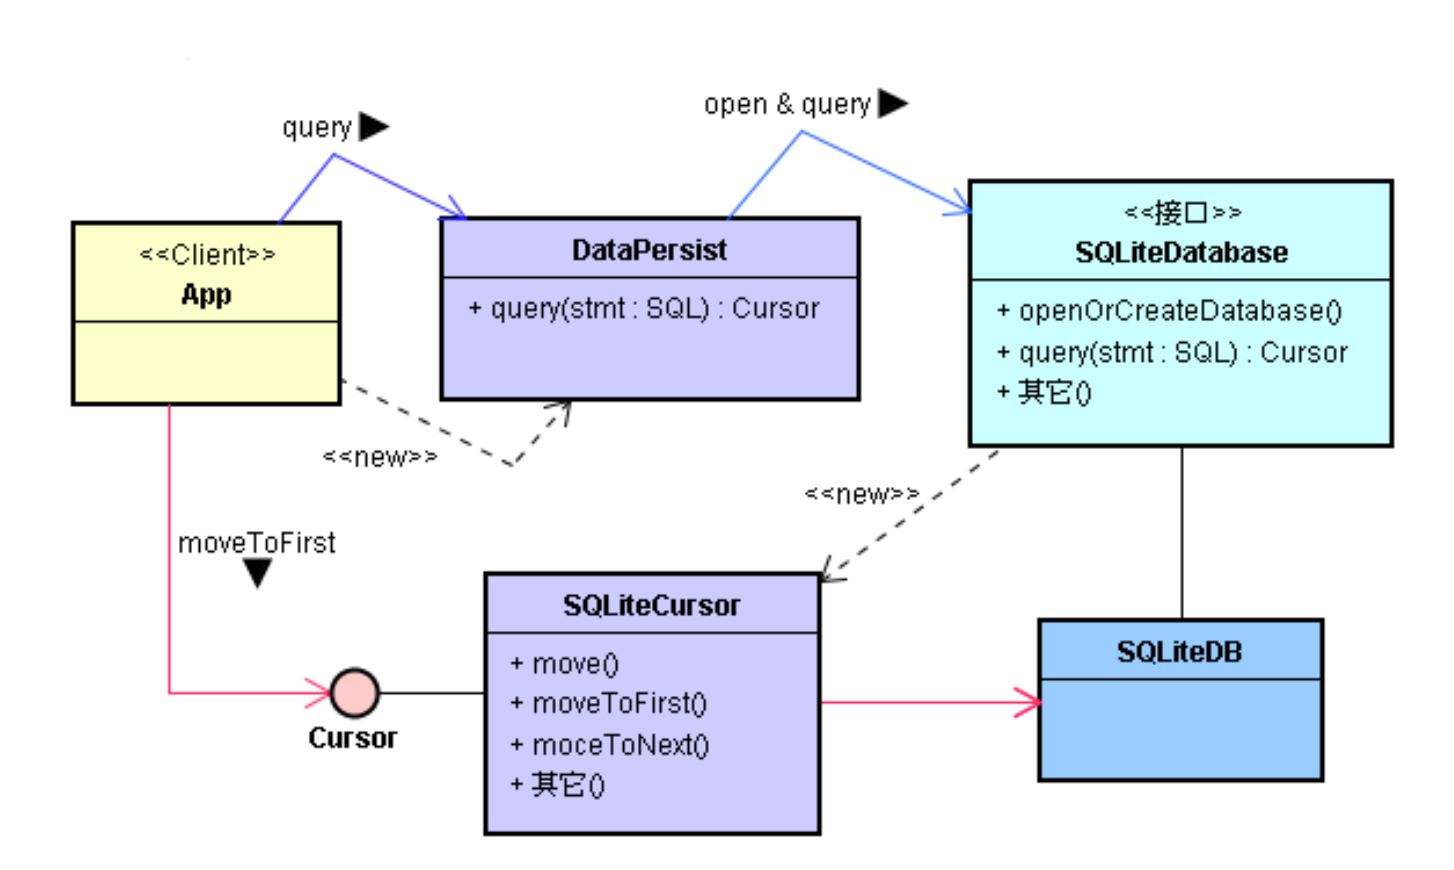 open & query
query
<<Client>>
App
DataPersist
+ query(stmt : SQL) : Cursor
<<接口>>
SQLiteDatabase
+ openOrCreateDatabase()
+ query(stmt : SQL) : Cursor
+ 其它()
<<new>>
<<new>>
moveToFirst
Cursor
SQLiteCursor
+ move()
+ moveToFirst()
+ moceToNext()
+ 其它()
SQLiteDB